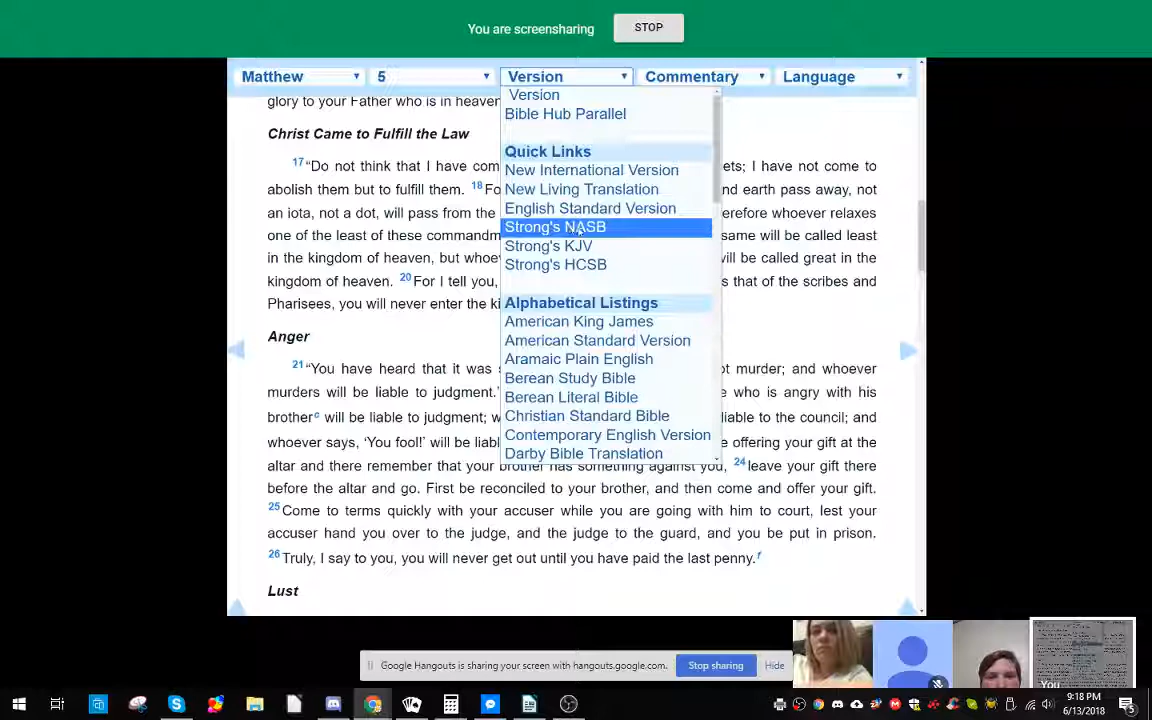 You are screensharing STOP
Matthew 5 Version Commentary Language
glory to your Father who is in heaven
Christ Came to Fulfill the Law
17 “Do not think that I have com ets; I have not come to
abolish them but to fulfill them. 18 Fo nd earth pass away, not
an iota, not a dot, will pass from the erefore whoever relaxes
one of the least of these command same will be called least
in the kingdom of heaven, but whoe will be called great in the
kingdom of heaven. 20 For I tell you, s that of the scribes and
Pharisees, you will never enter the ki
Anger
21 “You have heard that it was s ot murder; and whoever
murders will be liable to judgment.’ e who is angry with his
brother c will be liable to judgment; w liable to the council; and
whoever says, ‘You fool!’ will be liabl e offering your gift at the
altar and there remember that your brother has something against you, 24 leave your gift there
before the altar and go. First be reconciled to your brother, and then come and offer your gift.
25 Come to terms quickly with your accuser while you are going with him to court, lest your
accuser hand you over to the judge, and the judge to the guard, and you be put in prison.
26 Truly, I say to you, you will never get out until you have paid the last penny. f
Lust
Version
Bible Hub Parallel
Quick Links
New International Version
New Living Translation
English Standard Version
Strong's NASB
Strong's KJV
Strong's HCSB
Alphabetical Listings
American King James
American Standard Version
Aramaic Plain English
Berean Study Bible
Berean Literal Bible
Christian Standard Bible
Contemporary English Version
Darby Bible Translation
Google Hangouts is sharing your screen with hangouts.google.com. Stop sharing Hide
You
9:18 PM
6/13/2018
5